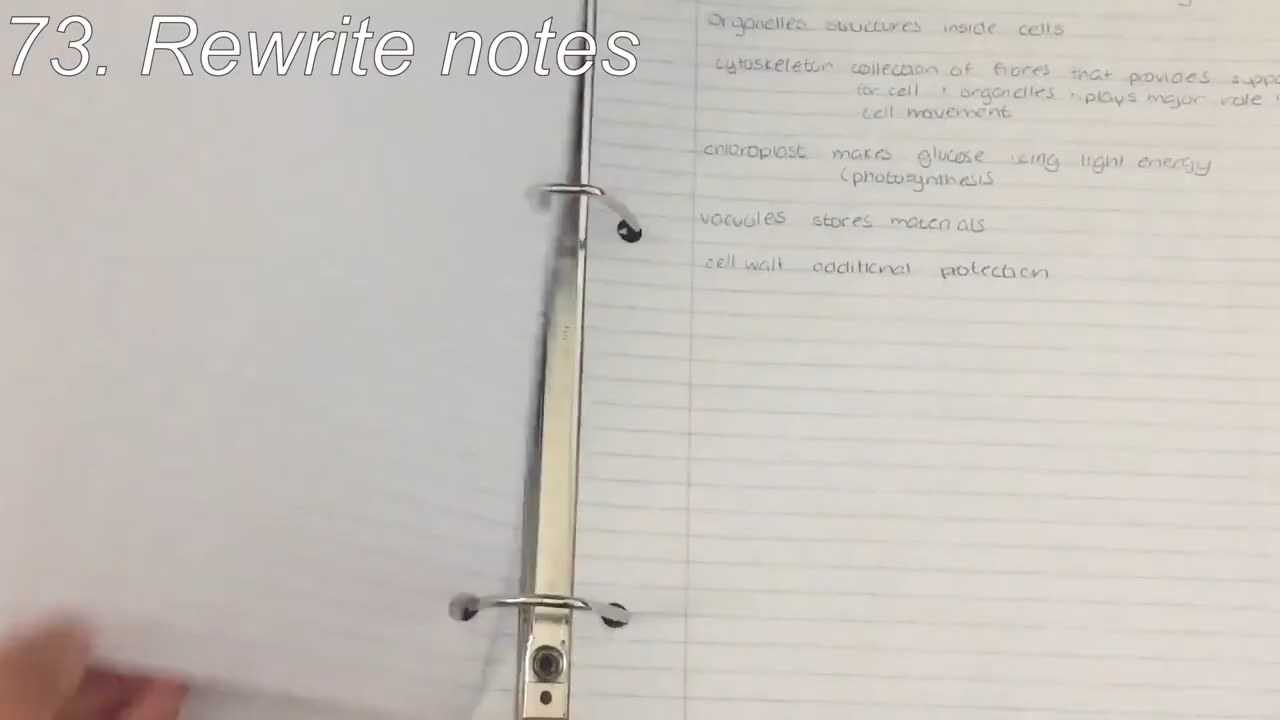 73. Rewrite notes
organelles structures inside cells
cytoskeleton collection of fibres that provides
for cell + organelles plays major role
cell movement
chloroplast makes glucose using light energy
(photosynthesis
vacuoles stores materials
cell wall additional protection